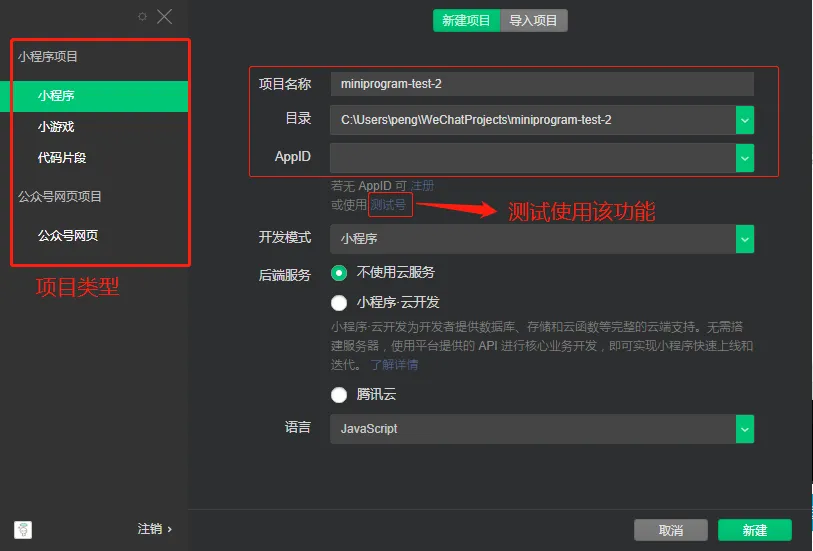 新建项目 导入项目
小程序项目
小程序
小游戏
代码片段
公众号网页项目
公众号网页
项目类型
注销 ›
项目名称 miniprogram-test-2
目录 C:\Users\peng\WeChatProjects\miniprogram-test-2
AppID
若无 AppID 可 注册
或使用 测试号
测试使用该功能
开发模式 小程序
后端服务 不使用云服务
小程序·云开发
小程序·云开发为开发者提供数据库、存储和云函数等完整的云端支持。无需搭
建服务器，使用平台提供的 API 进行核心业务开发，即可实现小程序快速上线和
迭代。 了解详情
腾讯云
语言 JavaScript
取消 新建